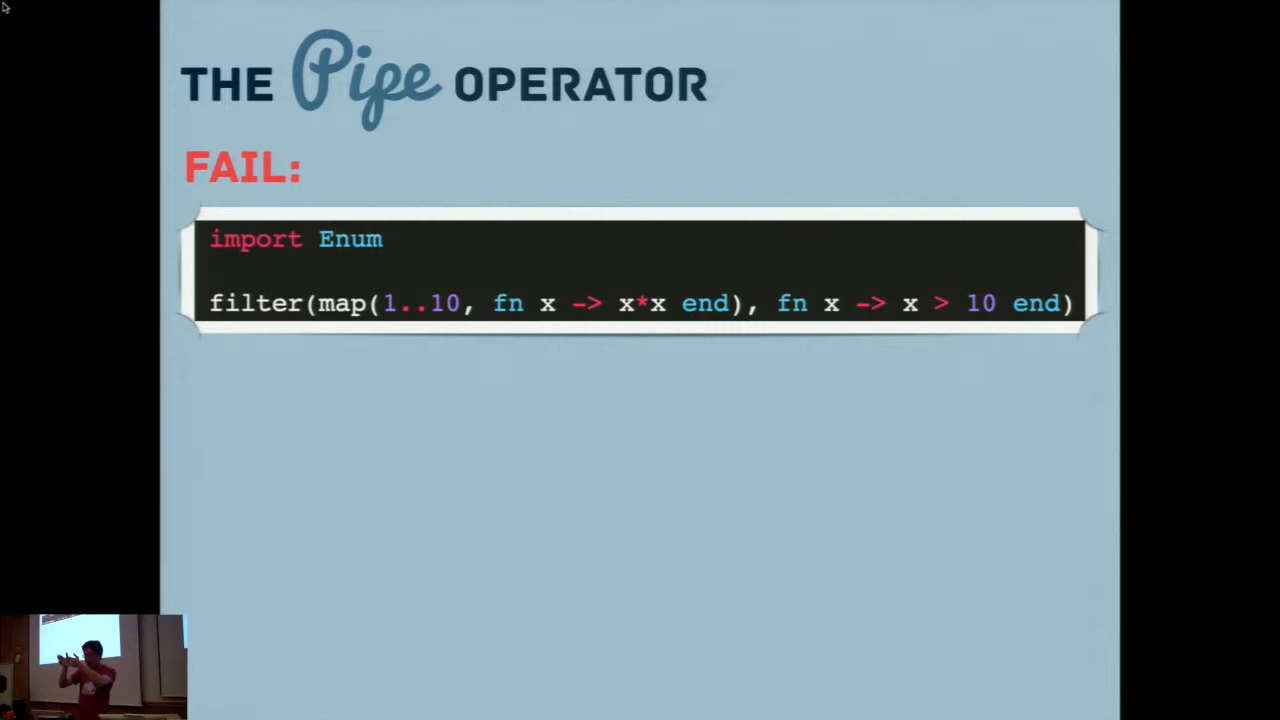 THE Pipe OPERATOR
FAIL:
import Enum
filter(map(1..10, fn x -> x*x end), fn x -> x > 10 end)